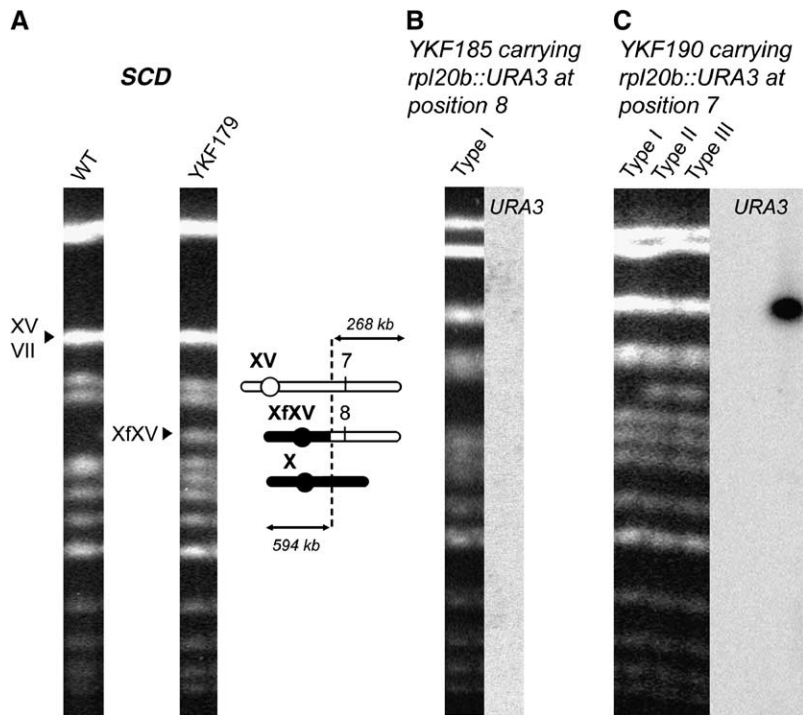 A
SCD
WT
YKF179
XV
VII
XfXV
268 kb
XV
7
XfXV
8
X
594 kb
B
YKF185 carrying
rpl20b::URA3 at
position 8
Type I
URA3
C
YKF190 carrying
rpl20b::URA3 at
position 7
Type I
Type II
Type III
URA3